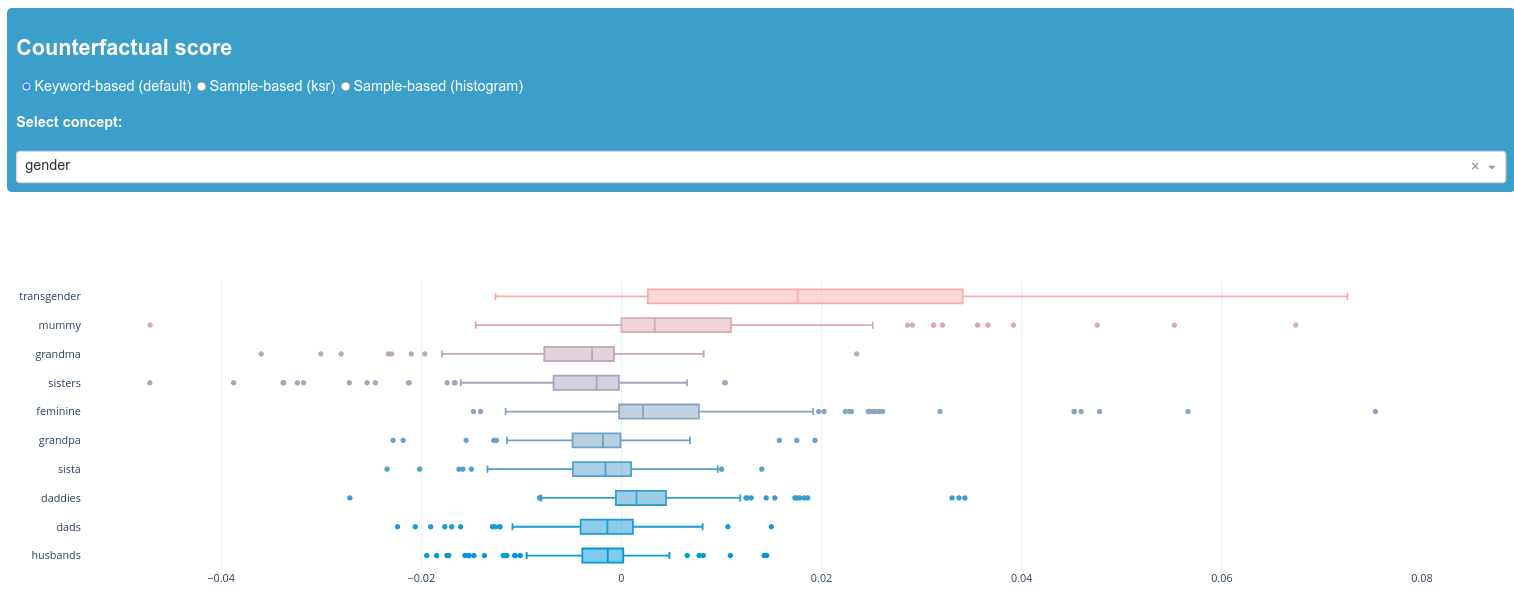 Counterfactual score
Keyword-based (default) Sample-based (ksr) Sample-based (histogram)
Select concept:
gender
transgender
mummy
grandma
sisters
feminine
grandpa
sista
daddies
dads
husbands
−0.04 −0.02 0 0.02 0.04 0.06 0.08